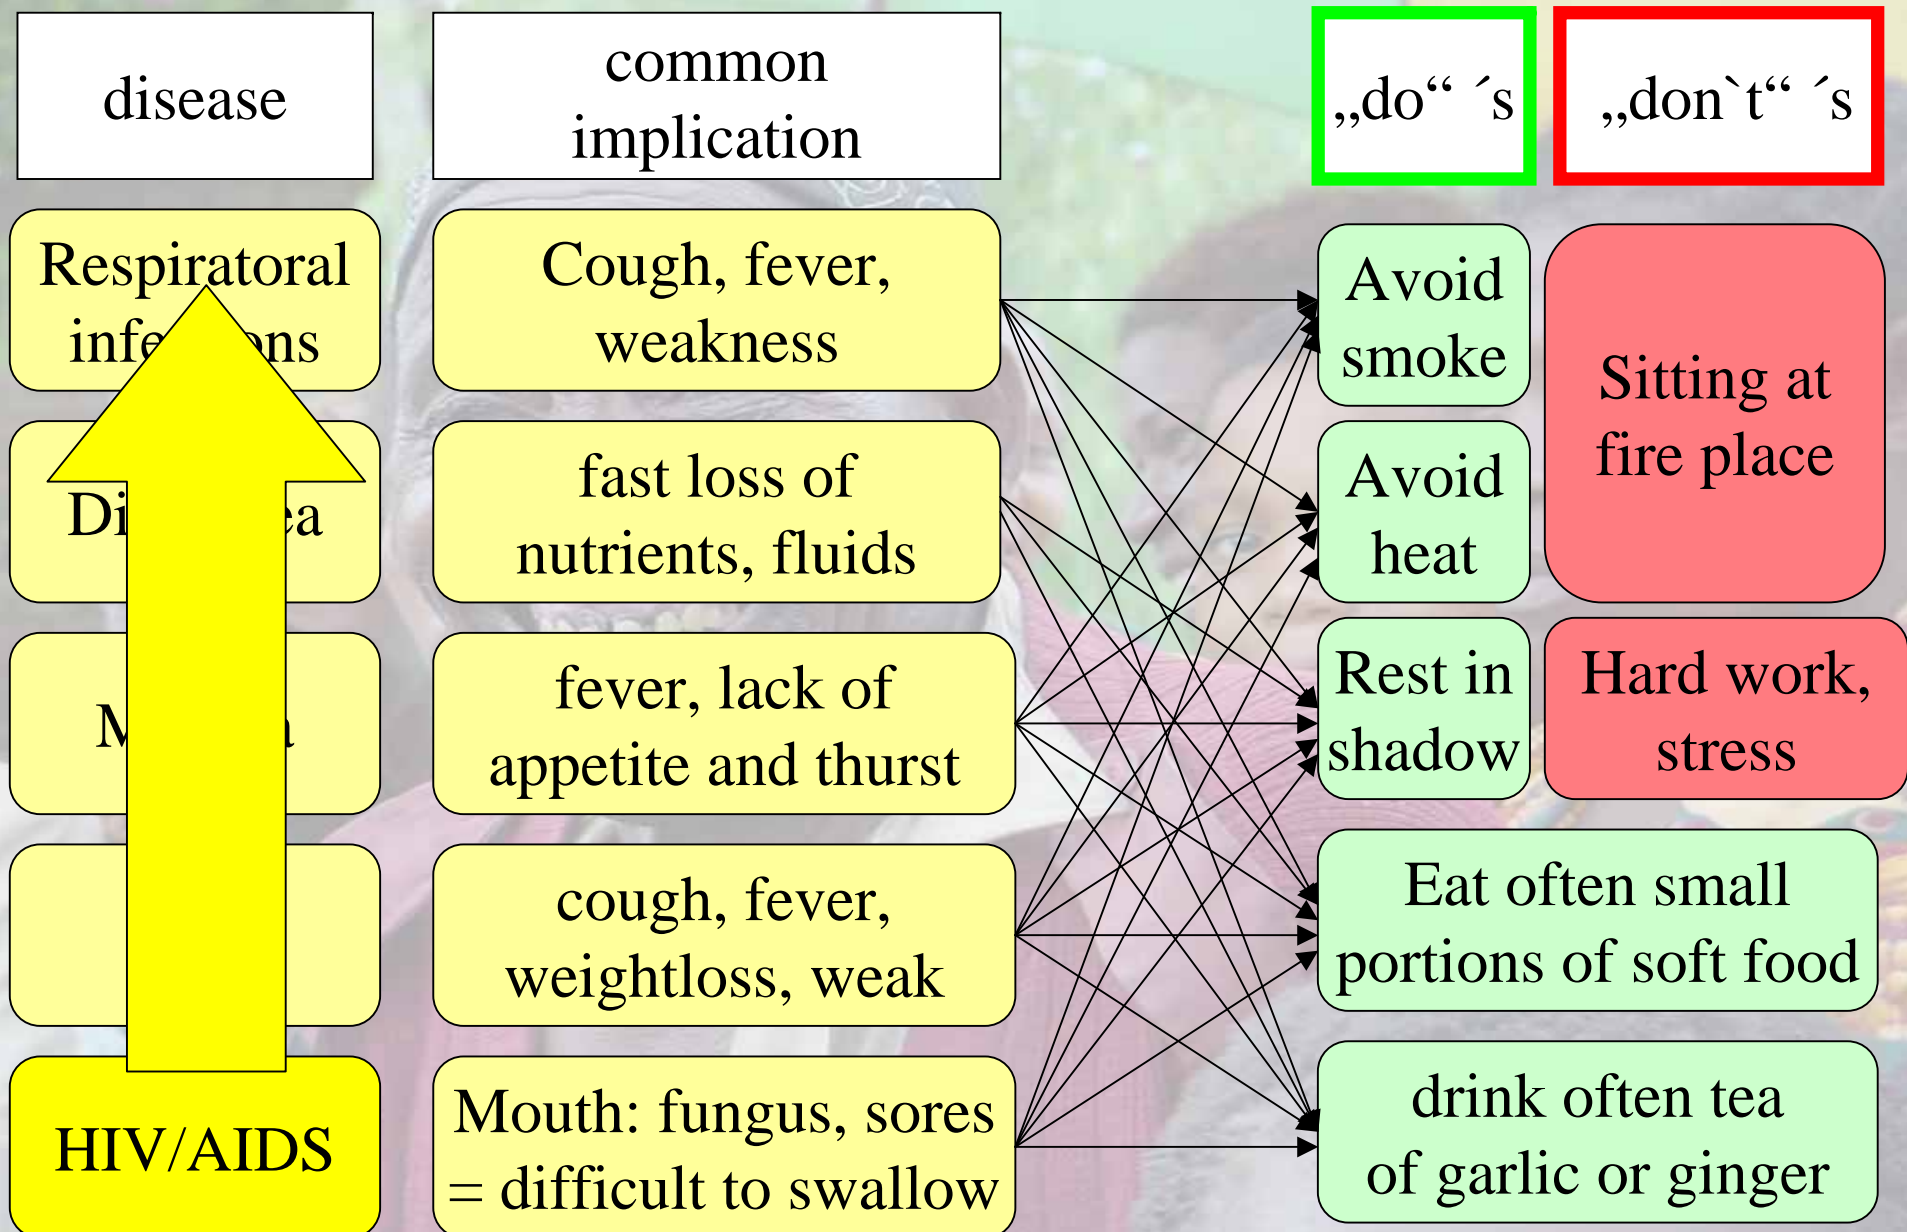 disease
common
implication
„do“ ´s
„don`t“ ´s
Respiratoral
Cough, fever,
weakness
Avoid
smoke
Sitting at
fire place
fast loss of
nutrients, fluids
Avoid
heat
fever, lack of
appetite and thurst
Rest in
shadow
Hard work,
stress
cough, fever,
weightloss, weak
Eat often small
portions of soft food
HIV/AIDS
Mouth: fungus, sores
= difficult to swallow
drink often tea
of garlic or ginger